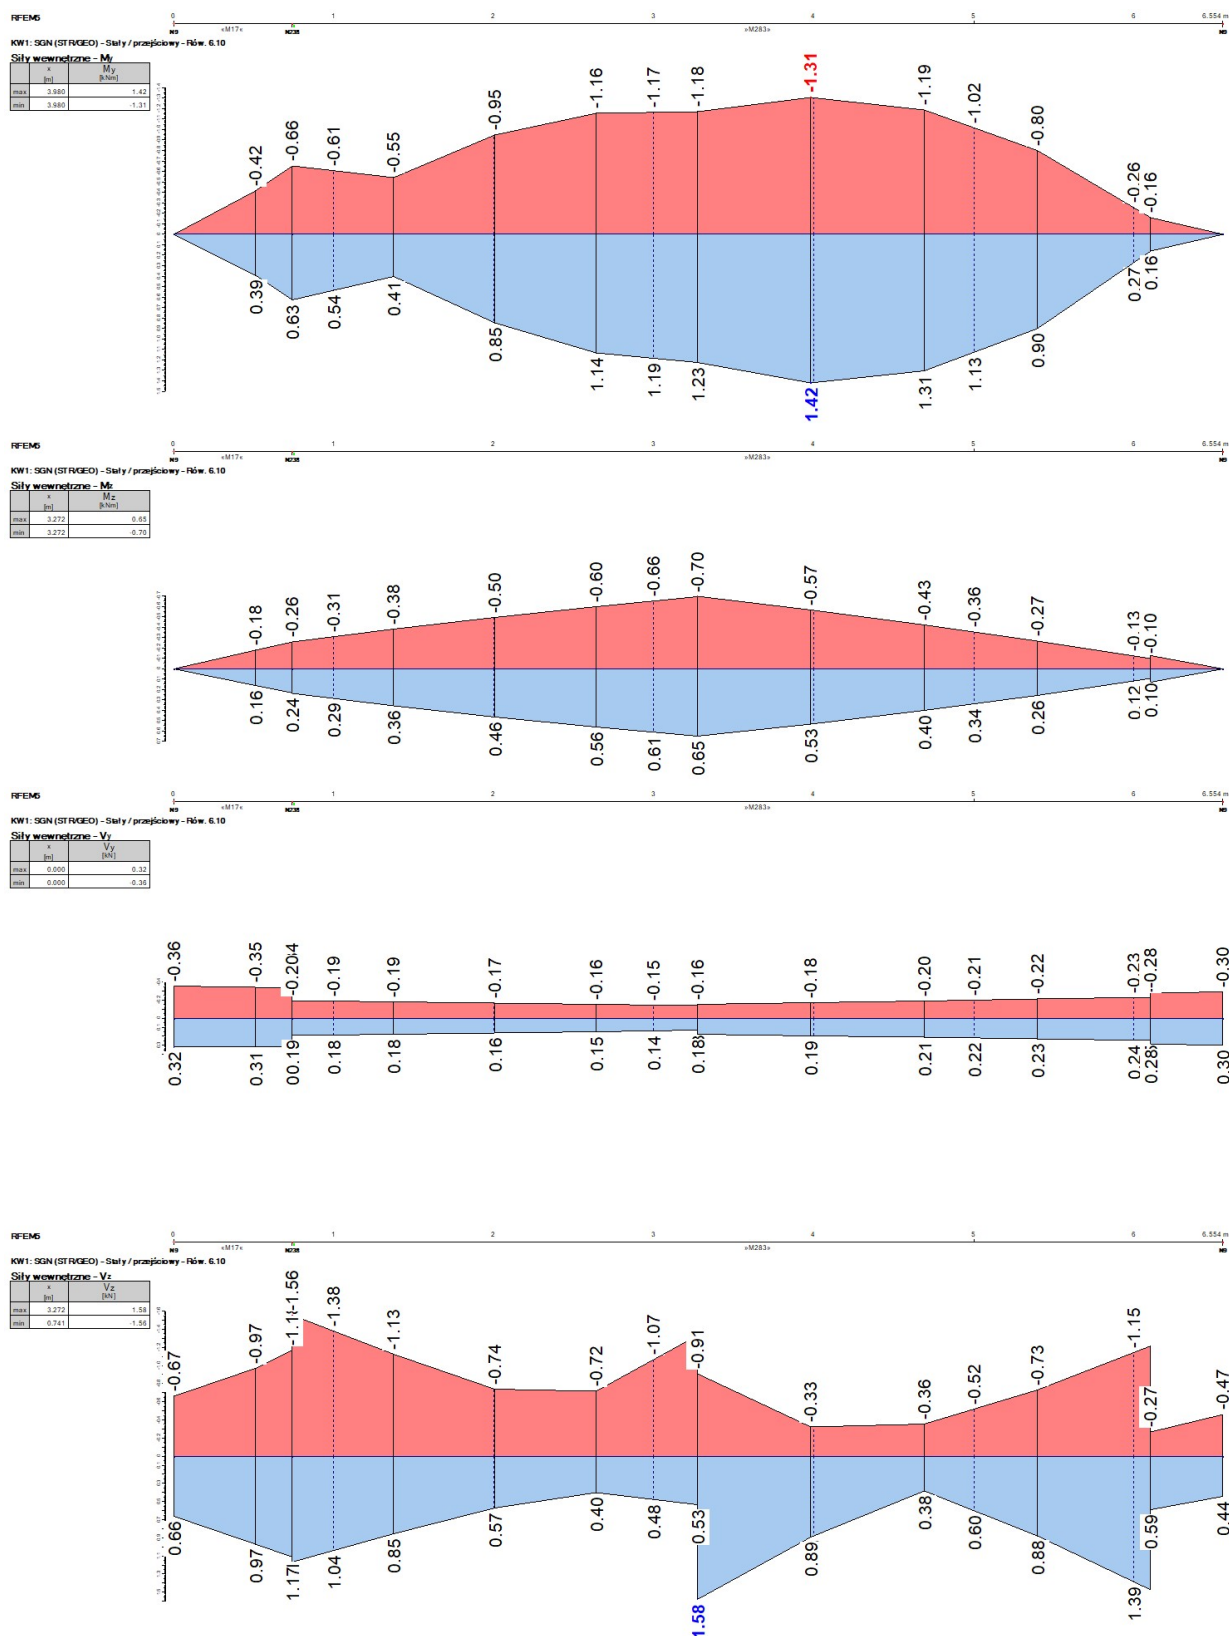 RFEM5
0 1 2 3 4 5 6 6.554 m
N9 «M17« N238 »M283» N8
KW1: SGN (STR/GEO) - Stały / przejściowy - Rów. 6.10
Siły wewnętrzne - My
x My
[m] [kNm]
max 3.980 1.42
min 3.980 -1.31
-0.42 -0.66 -0.61 -0.55 -0.95 -1.16 -1.17 -1.18 -1.31 -1.19 -1.02 -0.80 -0.26 -0.16
0.39 0.63 0.54 0.41 0.85 1.14 1.19 1.23 1.42 1.31 1.13 0.90 0.27 0.16
RFEM5
0 1 2 3 4 5 6 6.554 m
N9 «M17« N238 »M283» N8
KW1: SGN (STR/GEO) - Stały / przejściowy - Rów. 6.10
Siły wewnętrzne - Mz
x Mz
[m] [kNm]
max 3.272 0.65
min 3.272 -0.70
-0.18 -0.26 -0.31 -0.38 -0.50 -0.60 -0.66 -0.70 -0.57 -0.43 -0.36 -0.27 -0.13 -0.10
0.16 0.24 0.29 0.36 0.46 0.56 0.61 0.65 0.53 0.40 0.34 0.26 0.12 0.10
RFEM5
0 1 2 3 4 5 6 6.554 m
N9 «M17« N238 »M283» N8
KW1: SGN (STR/GEO) - Stały / przejściowy - Rów. 6.10
Siły wewnętrzne - Vy
x Vy
[m] [kN]
max 0.000 0.32
min 0.000 -0.36
-0.36 -0.35 -0.20 -0.19 -0.19 -0.17 -0.16 -0.15 -0.16 -0.18 -0.20 -0.21 -0.22 -0.23 -0.28 -0.30
0.32 0.31 0.19 0.18 0.18 0.16 0.15 0.14 0.18 0.19 0.21 0.22 0.23 0.24 0.28 0.30
RFEM5
0 1 2 3 4 5 6 6.554 m
N9 «M17« N238 »M283» N8
KW1: SGN (STR/GEO) - Stały / przejściowy - Rów. 6.10
Siły wewnętrzne - Vz
x Vz
[m] [kN]
max 3.272 1.58
min 0.741 -1.56
-0.67 -0.97 -1.56 -1.38 -1.13 -0.74 -0.72 -1.07 -0.91 -0.33 -0.36 -0.52 -0.73 -1.15 -0.27 -0.47
0.66 0.97 1.17 1.04 0.85 0.57 0.40 0.48 0.53 0.89 0.38 0.60 0.88 1.39 0.59 0.44
1.58